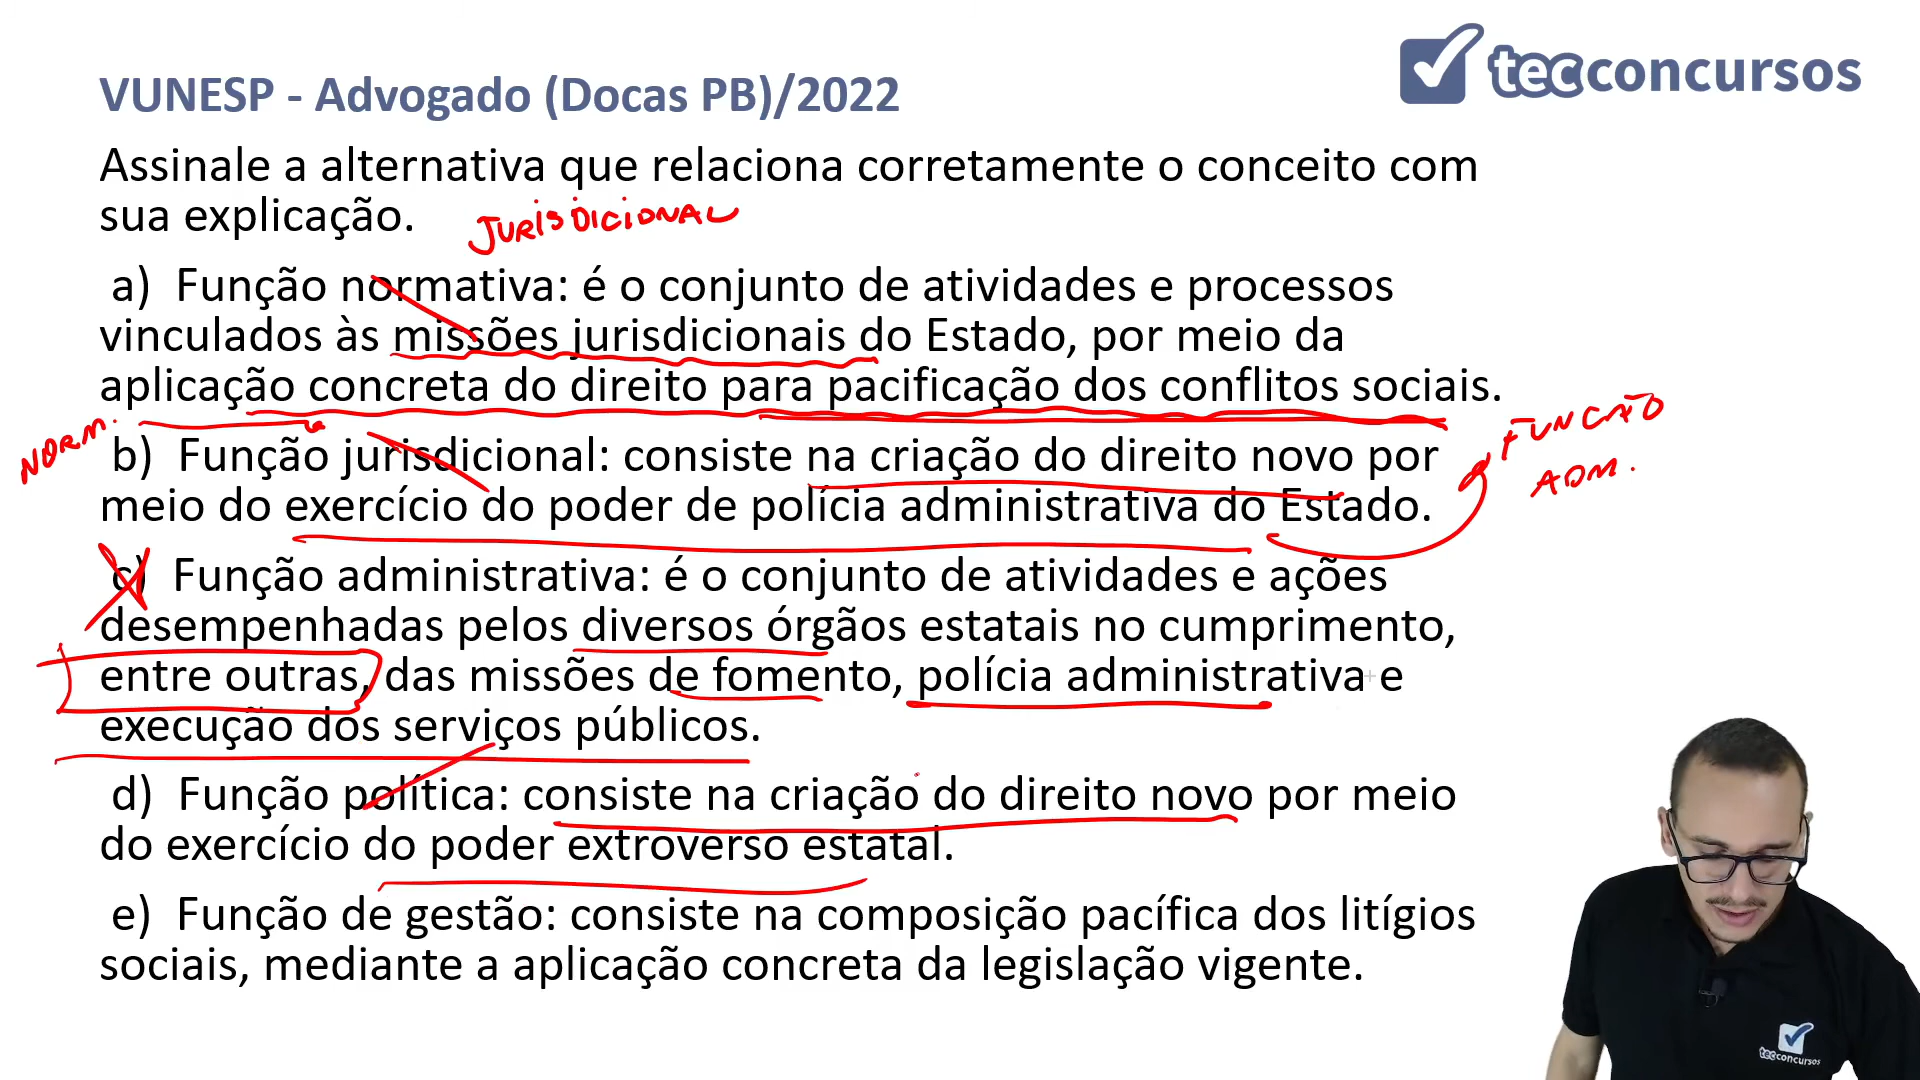 tecconcursos
VUNESP - Advogado (Docas PB)/2022
Assinale a alternativa que relaciona corretamente o conceito com
sua explicação.
JURISDICIONAL
a) Função normativa: é o conjunto de atividades e processos
vinculados às missões jurisdicionais do Estado, por meio da
aplicação concreta do direito para pacificação dos conflitos sociais.
NORM.
b) Função jurisdicional: consiste na criação do direito novo por
meio do exercício do poder de polícia administrativa do Estado.
FUNCÃO
ADM.
c) Função administrativa: é o conjunto de atividades e ações
desempenhadas pelos diversos órgãos estatais no cumprimento,
entre outras, das missões de fomento, polícia administrativa e
execução dos serviços públicos.
d) Função política: consiste na criação do direito novo por meio
do exercício do poder extroverso estatal.
e) Função de gestão: consiste na composição pacífica dos litígios
sociais, mediante a aplicação concreta da legislação vigente.
tecconcursos